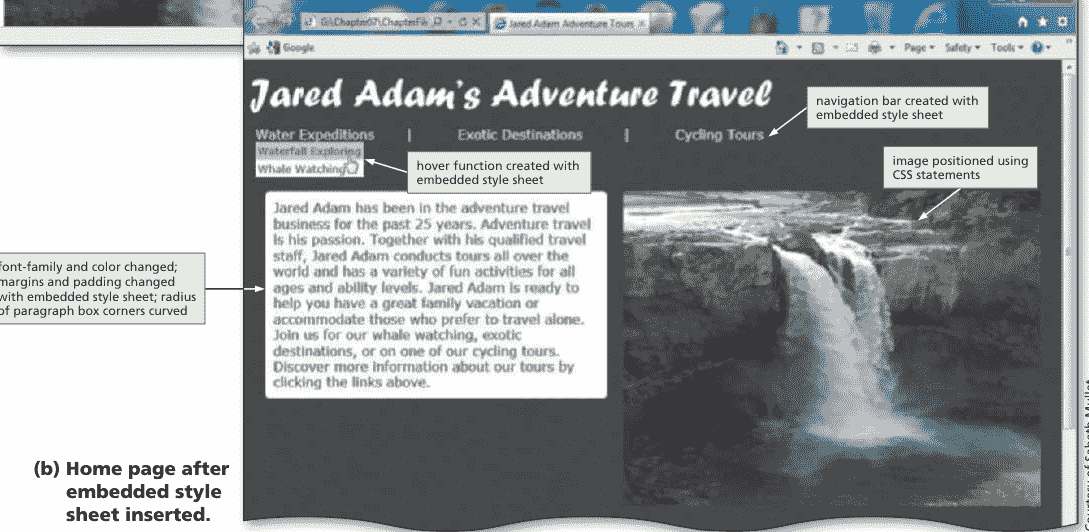 G:\Chapter07\ChapterFil
Jared Adam Adventure Tours
Google
Page
Safety
Tools
Jared Adam's Adventure Travel
Water Expeditions | Exotic Destinations | Cycling Tours
Waterfall Exploring
Whale Watching
navigation bar created with
embedded style sheet
hover function created with
embedded style sheet
image positioned using
CSS statements
Jared Adam has been in the adventure travel
business for the past 25 years. Adventure travel
is his passion. Together with his qualified travel
staff, Jared Adam conducts tours all over the
world and has a variety of fun activities for all
ages and ability levels. Jared Adam is ready to
help you have a great family vacation or
accommodate those who prefer to travel alone.
Join us for our whale watching, exotic
destinations, or on one of our cycling tours.
Discover more information about our tours by
clicking the links above.
font-family and color changed;
margins and padding changed
with embedded style sheet; radius
of paragraph box corners curved
(b) Home page after
embedded style
sheet inserted.